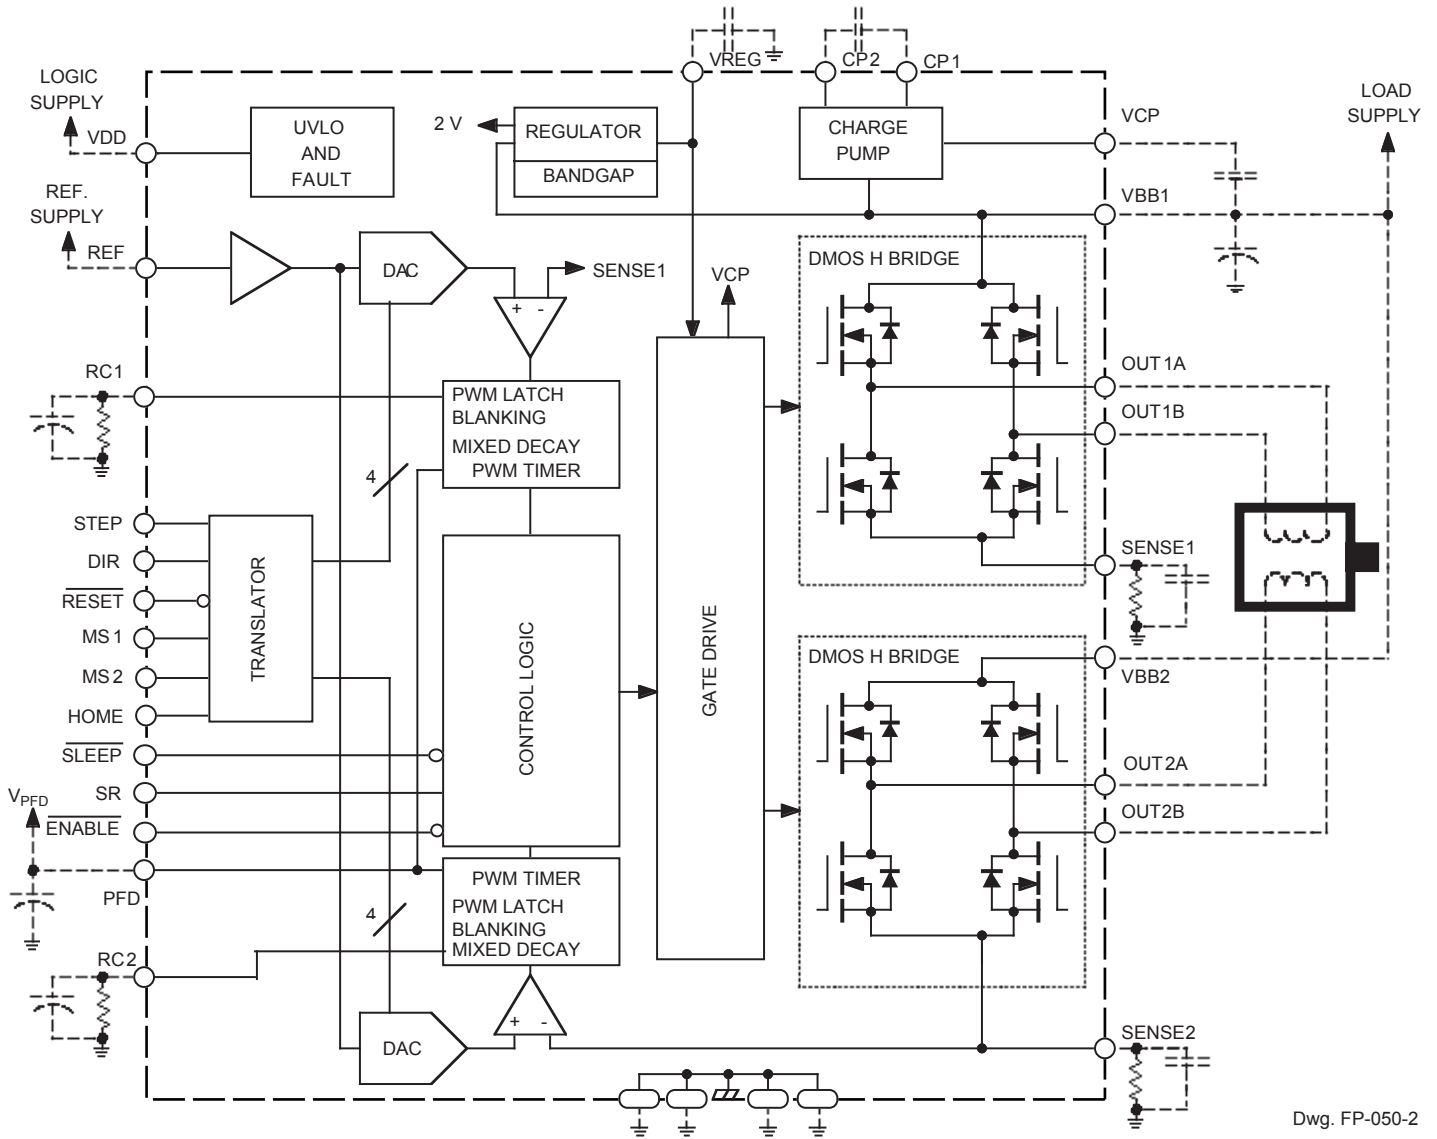 VREG
CP2
CP1
LOGIC
SUPPLY
VDD
UVLO
AND
FAULT
2 V
REGULATOR
BANDGAP
CHARGE
PUMP
VCP
LOAD
SUPPLY
VBB1
REF.
SUPPLY
REF
DAC
SENSE1
+ -
VCP
DMOS H BRIDGE
OUT1A
OUT1B
RC1
PWM LATCH
BLANKING
MIXED DECAY
PWM TIMER
4
STEP
DIR
RESET
MS1
MS2
HOME
TRANSLATOR
SLEEP
SR
ENABLE
VPFD
PFD
CONTROL LOGIC
GATE DRIVE
SENSE1
DMOS H BRIDGE
VBB2
OUT2A
OUT2B
PWM TIMER
PWM LATCH
BLANKING
MIXED DECAY
4
RC2
DAC
+ -
SENSE2
Dwg. FP-050-2